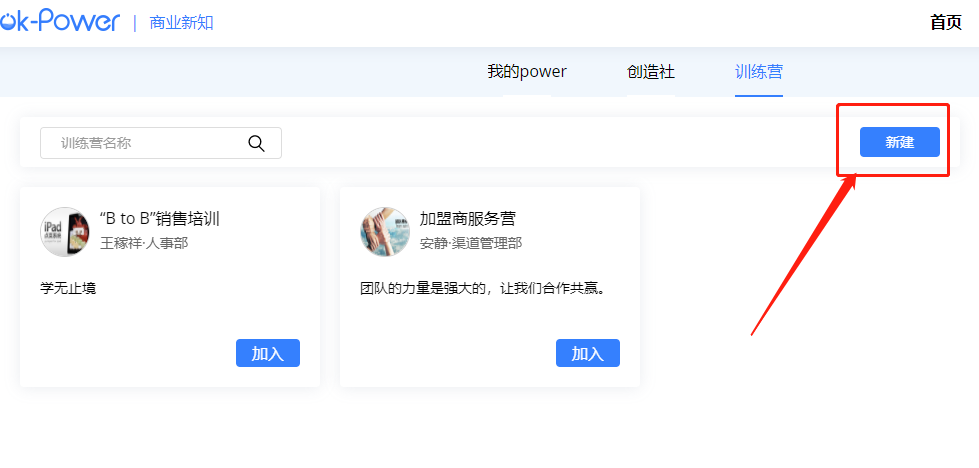 ok-Power | 商业新知
首页
我的power 创造社 训练营
训练营名称
新建
“B to B”销售培训
王稼祥·人事部
学无止境
加入
加盟商服务营
安静·渠道管理部
团队的力量是强大的，让我们合作共赢。
加入
iPad